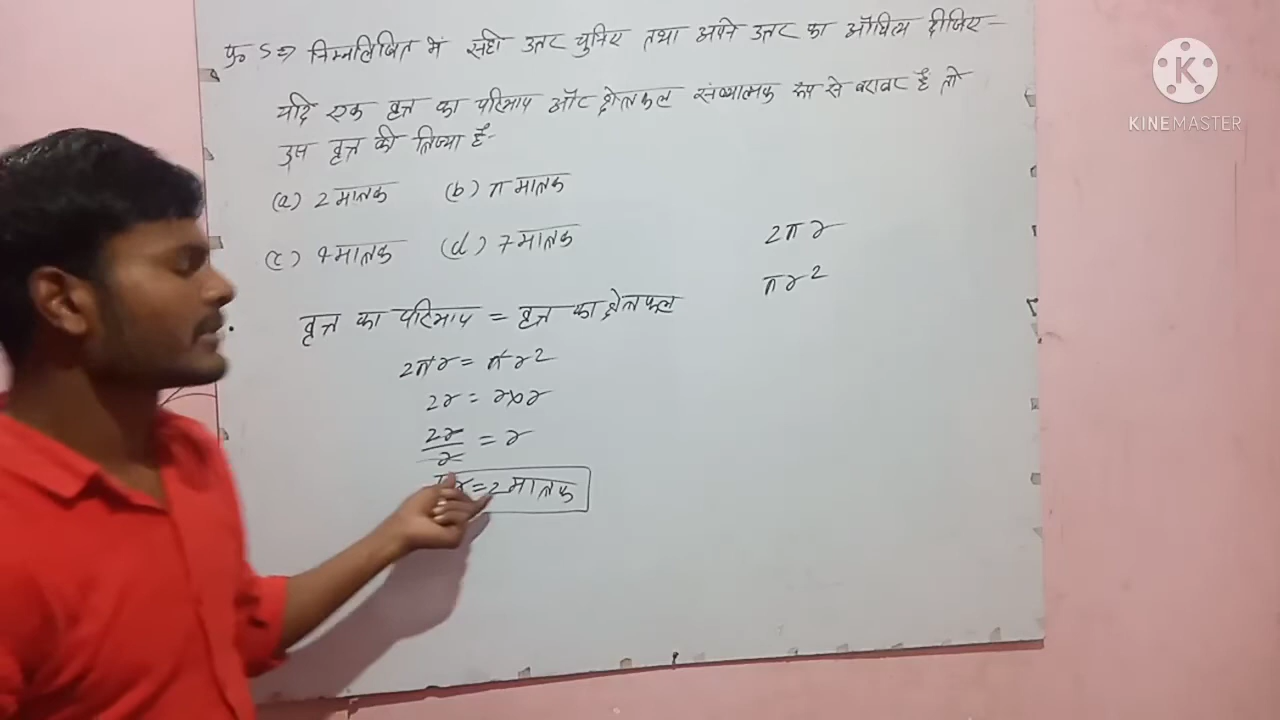 प्र० 5 ⇒ निम्नलिखित में सही उत्तर चुनिए तथा अपने उत्तर का औचित्य दीजिए -
यदि एक वृत्त का परिमाप और क्षेत्रफल संख्यात्मक रूप से बराबर है तो
उस वृत्त की त्रिज्या है -
(a) 2 मात्रक (b) π मात्रक
(c) 4 मात्रक (d) 7 मात्रक
वृत्त का परिमाप = वृत्त का क्षेत्रफल
2πr = πr²
2r = r×r
2r/r = r
r = 2 मात्रक
2πr
πr²
K
KINEMASTER